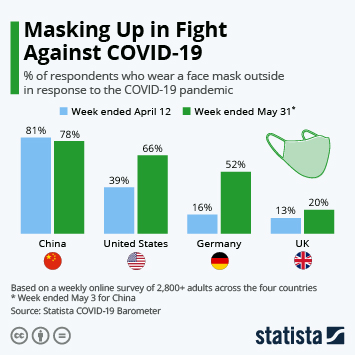 Masking Up in Fight
Against COVID-19
% of respondents who wear a face mask outside
in response to the COVID-19 pandemic
Week ended April 12 Week ended May 31*
81% 78% 39% 66% 16% 52% 13% 20%
China United States Germany UK
Based on a weekly online survey of 2,800+ adults across the four countries
* Week ended May 3 for China
Source: Statista COVID-19 Barometer
statista